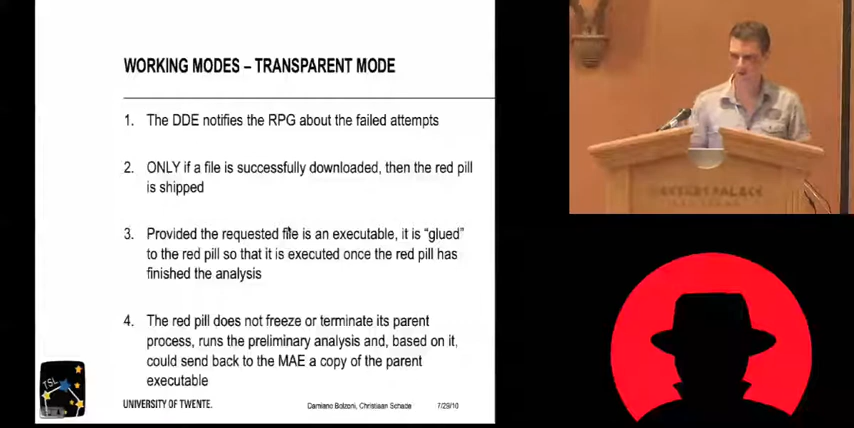 WORKING MODES – TRANSPARENT MODE
1. The DDE notifies the RPG about the failed attempts
2. ONLY if a file is successfully downloaded, then the red pill
is shipped
3. Provided the requested file is an executable, it is “glued”
to the red pill so that it is executed once the red pill has
finished the analysis
4. The red pill does not freeze or terminate its parent
process, runs the preliminary analysis and, based on it,
could send back to the MAE a copy of the parent
executable
TSL
UNIVERSITY OF TWENTE.
Damiano Bolzoni, Christiaan Schade
7/29/10
PALACE